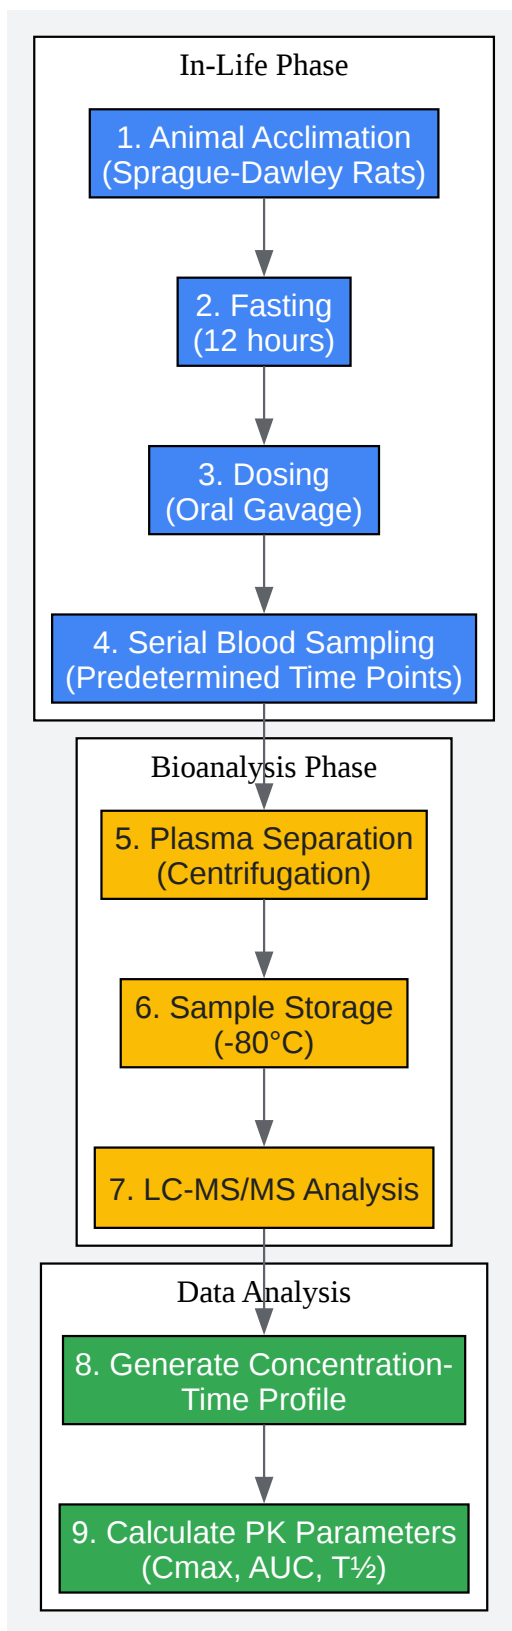 In-Life Phase
1. Animal Acclimation
(Sprague-Dawley Rats)
2. Fasting
(12 hours)
3. Dosing
(Oral Gavage)
4. Serial Blood Sampling
(Predetermined Time Points)
Bioanalysis Phase
5. Plasma Separation
(Centrifugation)
6. Sample Storage
(-80°C)
7. LC-MS/MS Analysis
Data Analysis
8. Generate Concentration-
Time Profile
9. Calculate PK Parameters
(Cmax, AUC, T½)